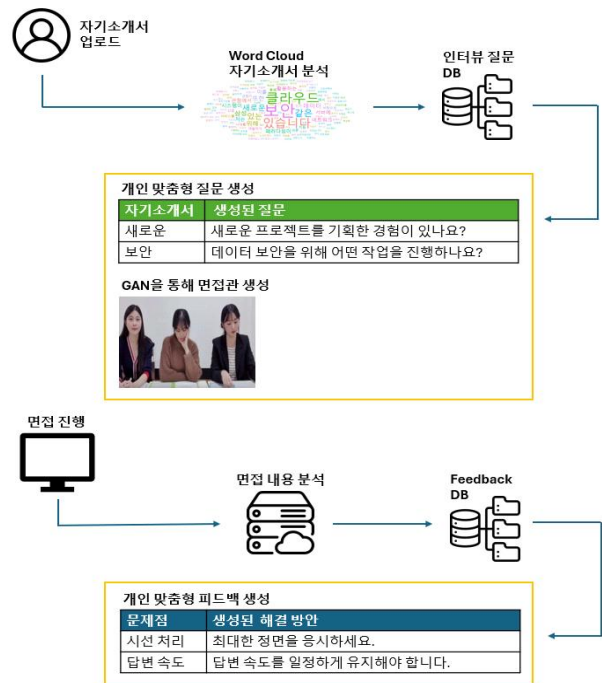 자기소개서
업로드
Word Cloud
자기소개서 분석
클라우드
보안
같은
새로운
있는
있습니다
인터뷰 질문
DB
개인 맞춤형 질문 생성
자기소개서 생성된 질문
새로운 새로운 프로젝트를 기획한 경험이 있나요?
보안 데이터 보안을 위해 어떤 작업을 진행하나요?
GAN을 통해 면접관 생성
면접 진행
면접 내용 분석
Feedback
DB
개인 맞춤형 피드백 생성
문제점 생성된 해결 방안
시선 처리 최대한 정면을 응시하세요.
답변 속도 답변 속도를 일정하게 유지해야 합니다.